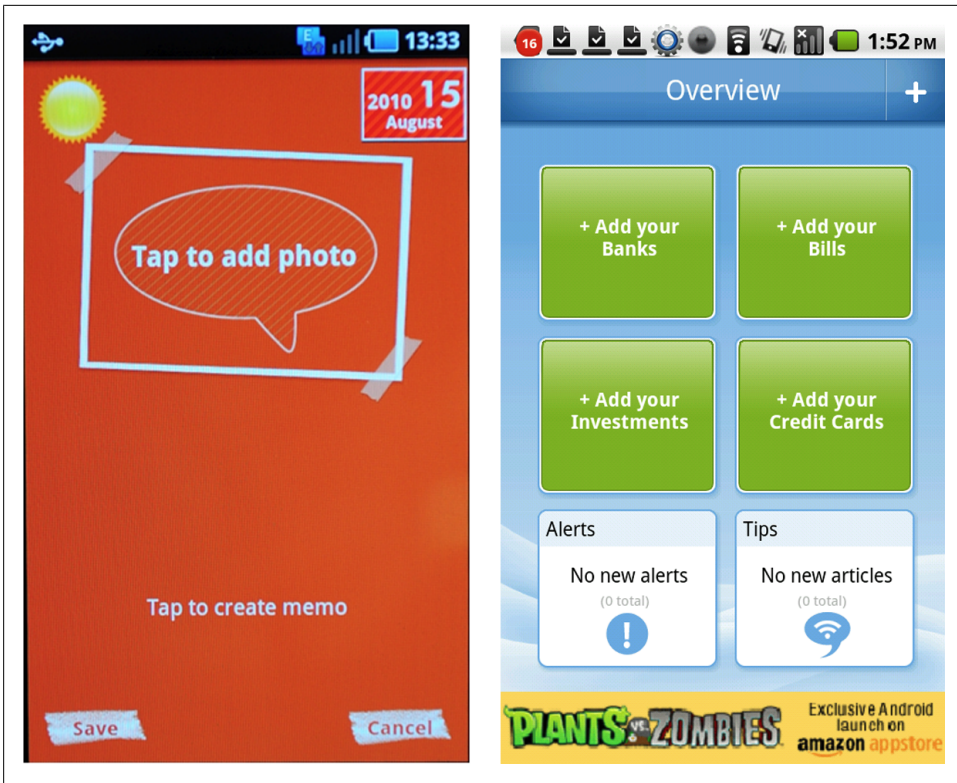 E
13:33
2010 15
August
Tap to add photo
Tap to create memo
Save
Cancel
16
1:52 PM
Overview
+
+ Add your
Banks
+ Add your
Bills
+ Add your
Investments
+ Add your
Credit Cards
Alerts
No new alerts
(0 total)
!
Tips
No new articles
(0 total)
PLANTS VS. ZOMBIES
Exclusive Android
launch on
amazon appstore